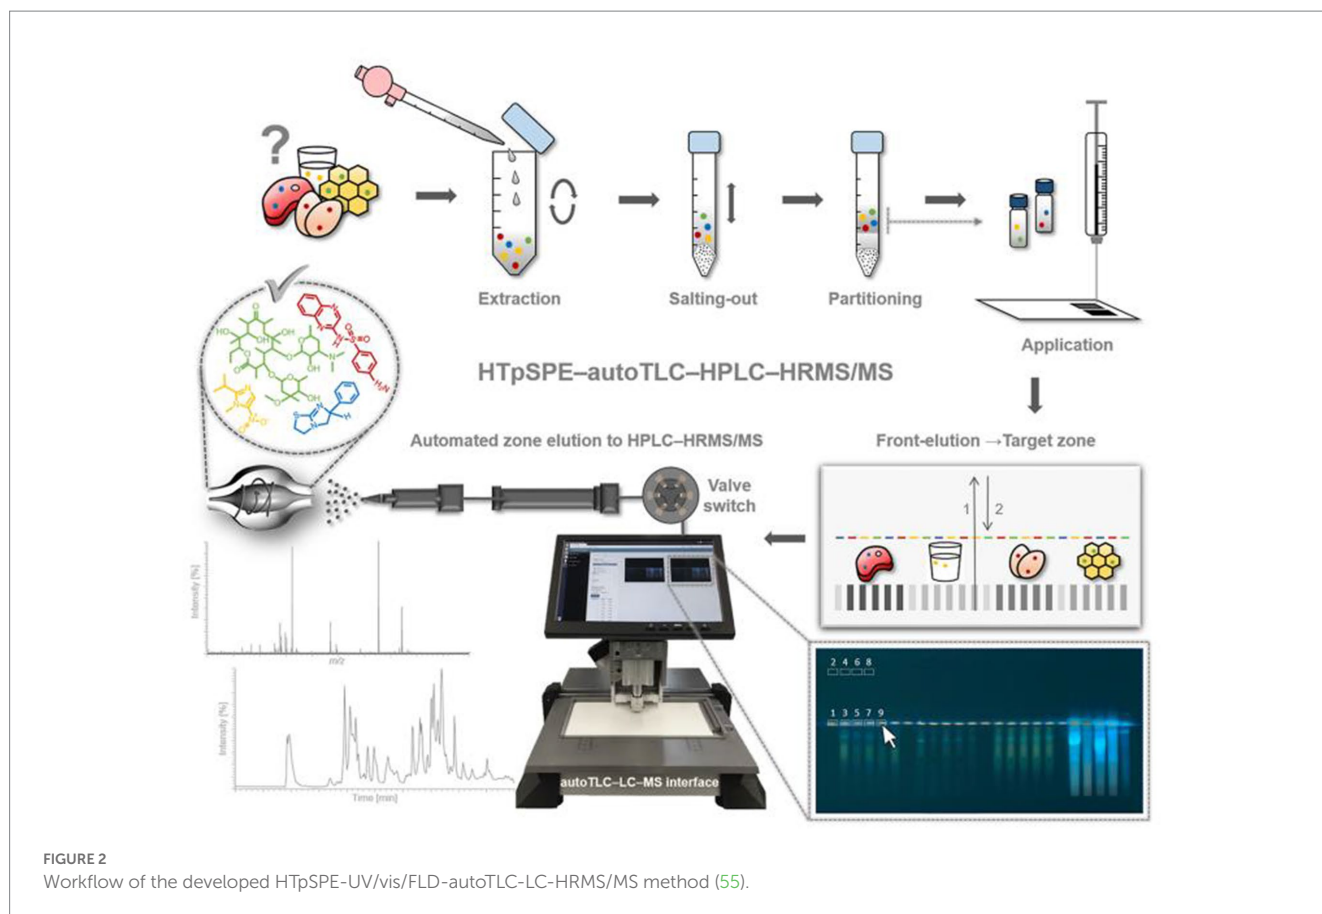 ?
Extraction
Salting-out
Partitioning
Application
HTpSPE–autoTLC–HPLC–HRMS/MS
Automated zone elution to HPLC–HRMS/MS
Front-elution →Target zone
Valve
switch
1
2
2 4 6 8
1 3 5 7 9
Intensity [%]
m/z
Intensity [%]
Time [min]
autoTLC–LC–MS interface
FIGURE 2
Workflow of the developed HTpSPE-UV/vis/FLD-autoTLC-LC-HRMS/MS method (55).